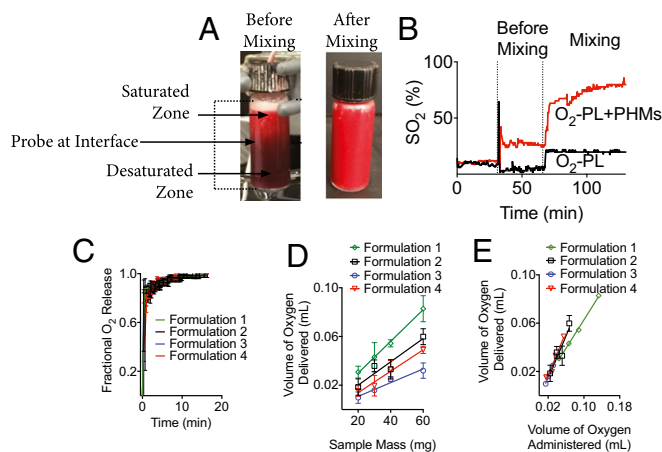 A
Before
Mixing
After
Mixing
Saturated
Zone
Probe at Interface
Desaturated
Zone
B
Before
Mixing
Mixing
SO2 (%)
100
50
O2-PL+PHMs
O2-PL
0
50
100
Time (min)
C
Fractional O2 Release
1.0
0.6
0.2
Formulation 1
Formulation 2
Formulation 3
Formulation 4
0
10
20
Time (min)
D
Formulation 1
Formulation 2
Formulation 3
Formulation 4
Volume of Oxygen
Delivered (mL)
0.10
0.06
0.02
20
40
60
Sample Mass (mg)
E
Formulation 1
Formulation 2
Formulation 3
Formulation 4
Volume of Oxygen
Delivered (mL)
0.10
0.06
0.02
0.02
0.10
0.18
Volume of Oxygen
Administered (mL)